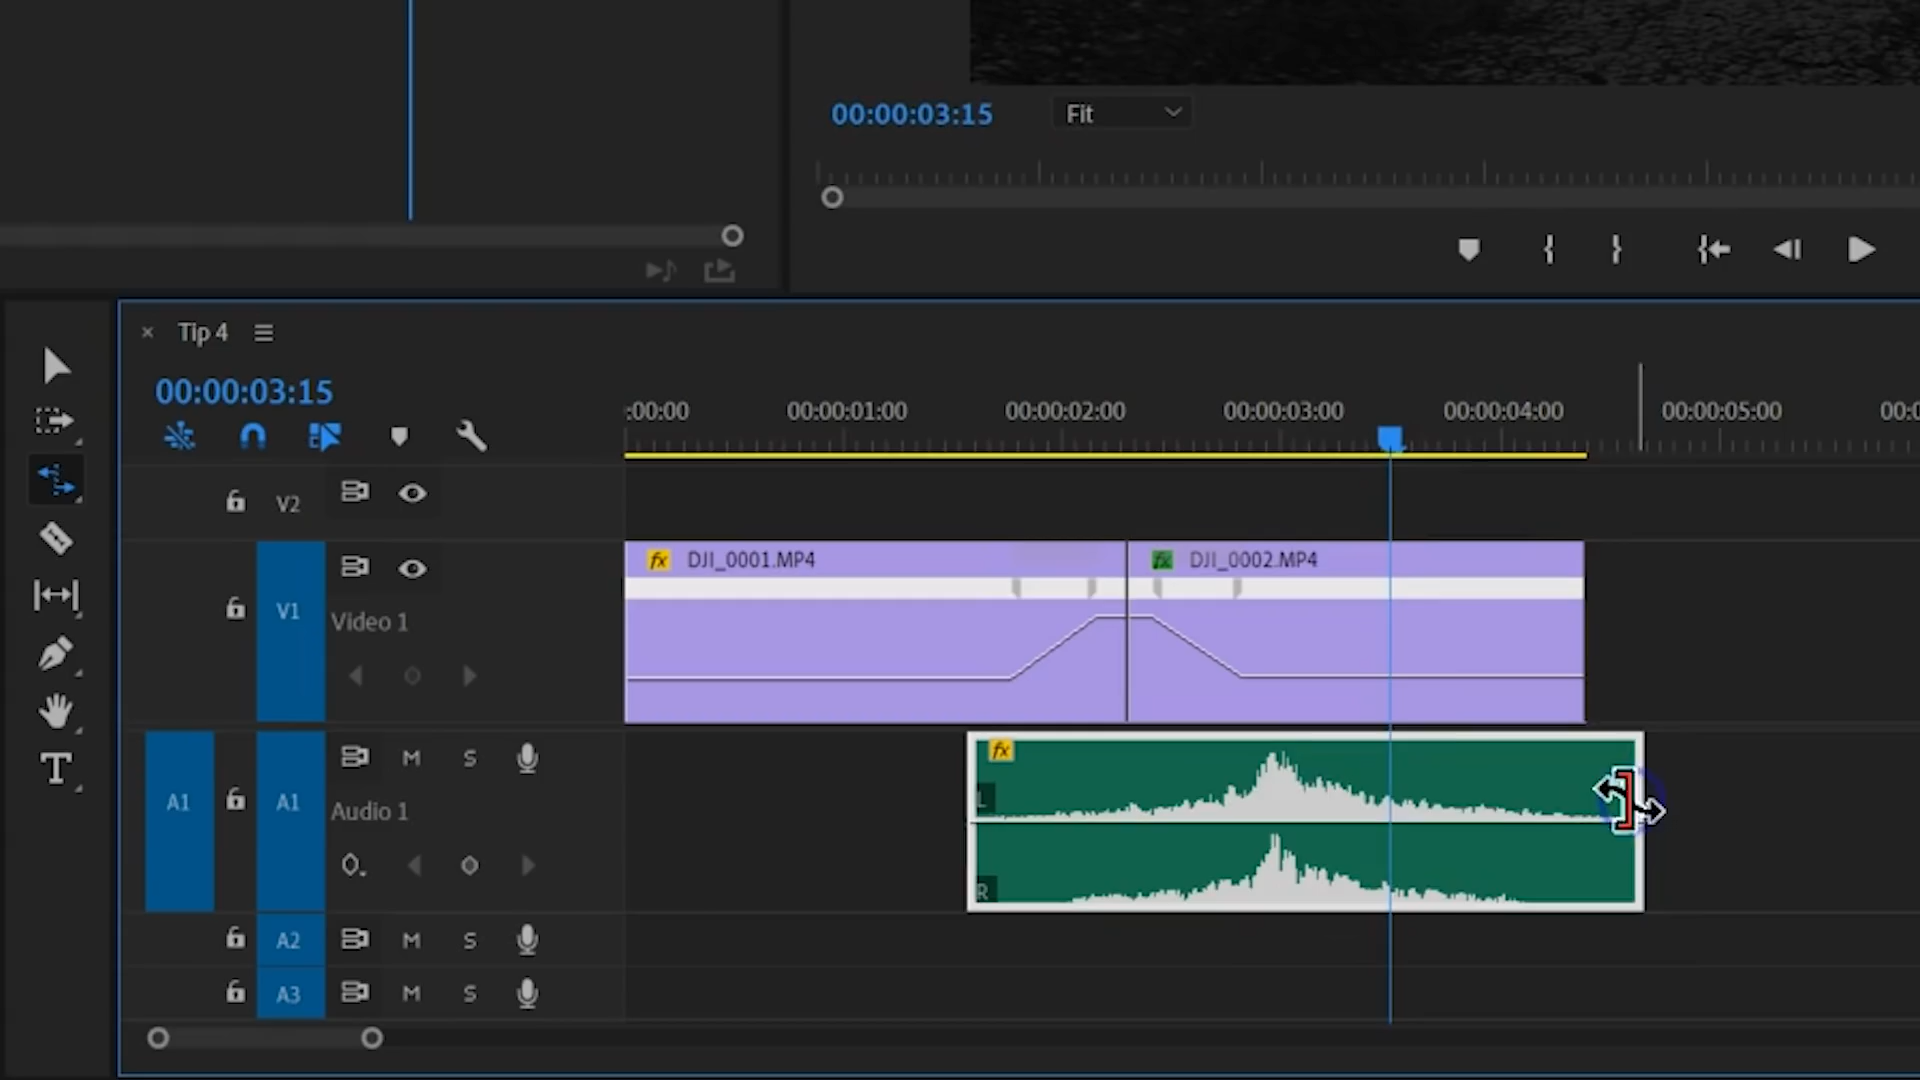 00:00:03:15 Fit
Tip 4
00:00:03:15
:00:00 00:00:01:00 00:00:02:00 00:00:03:00 00:00:04:00 00:00:05:00 00:0
V2
fx DJI_0001.MP4 fx DJI_0002.MP4
V1
Video 1
fx
M S
L
A1 A1
Audio 1
R
A2 M S
A3 M S